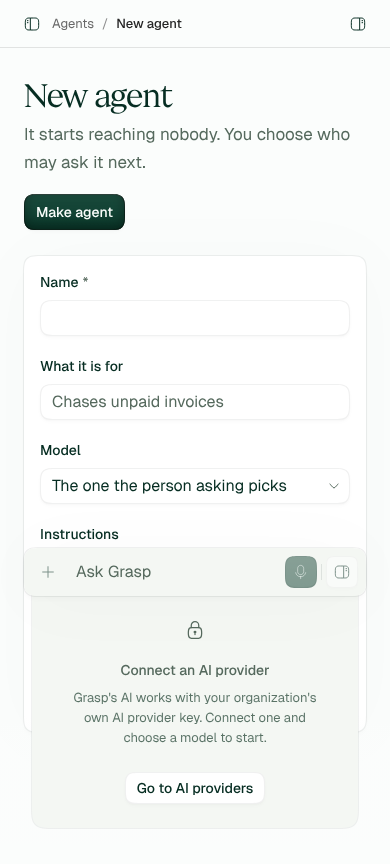 Agents / New agent
New agent
It starts reaching nobody. You choose who
may ask it next.
Make agent
Name *
What it is for
Chases unpaid invoices
Model
The one the person asking picks
Instructions
Ask Grasp
Connect an AI provider
Grasp's AI works with your organization's
own AI provider key. Connect one and
choose a model to start.
Go to AI providers